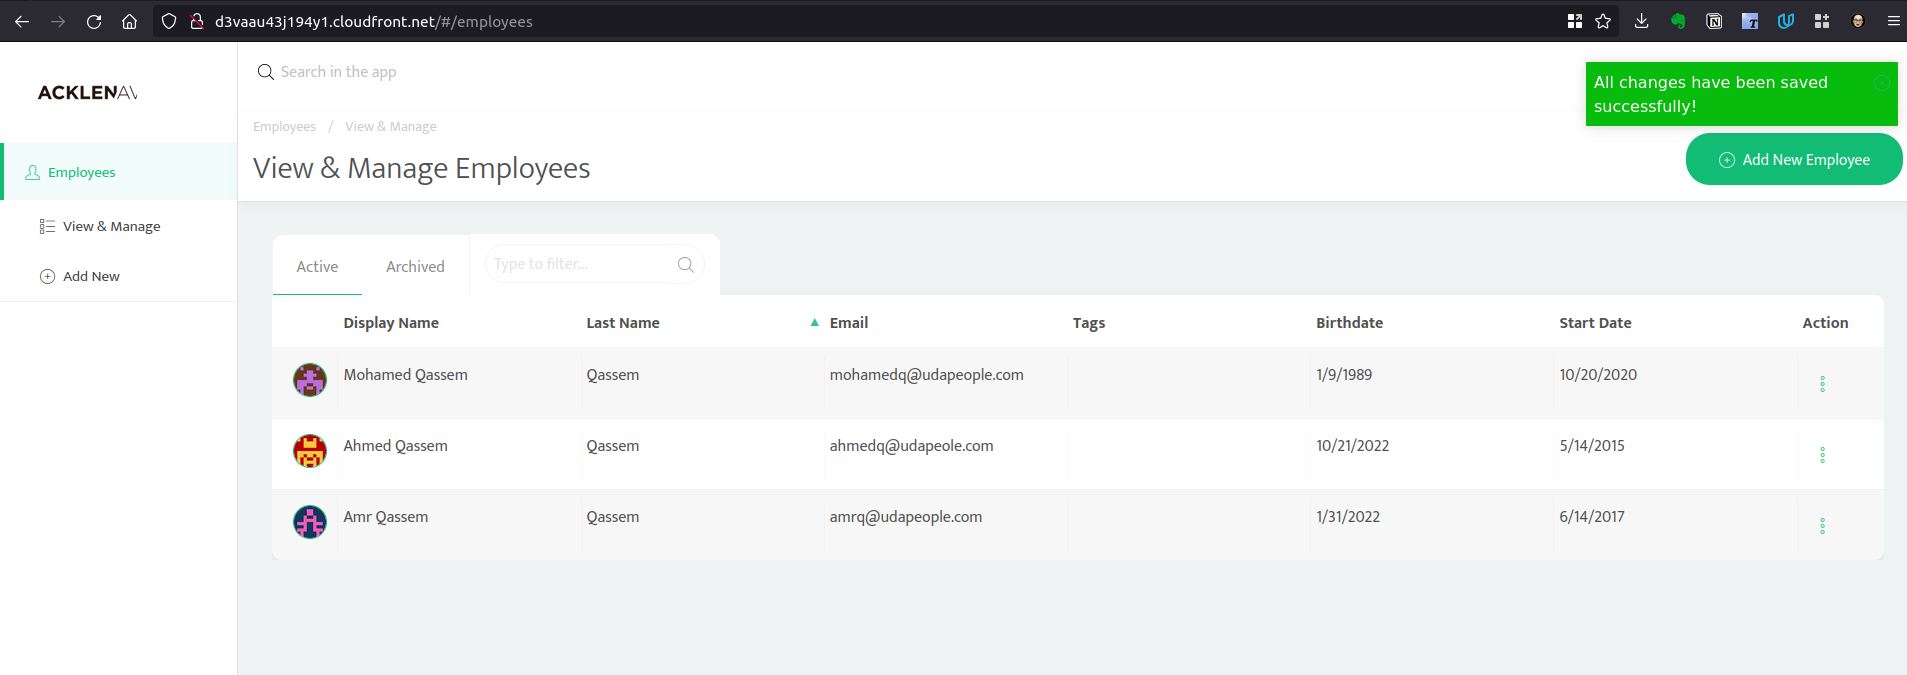 d3vaau43j194y1.cloudfront.net/#/employees
Search in the app
All changes have been saved
successfully!
ACKLENAV
Employees / View & Manage
View & Manage Employees
Add New Employee
Employees
View & Manage
Add New
Active Archived Type to filter...
Display Name Last Name Email Tags Birthdate Start Date Action
Mohamed Qassem Qassem mohamedq@udapeople.com 1/9/1989 10/20/2020
Ahmed Qassem Qassem ahmedq@udapeole.com 10/21/2022 5/14/2015
Amr Qassem Qassem amrq@udapeople.com 1/31/2022 6/14/2017